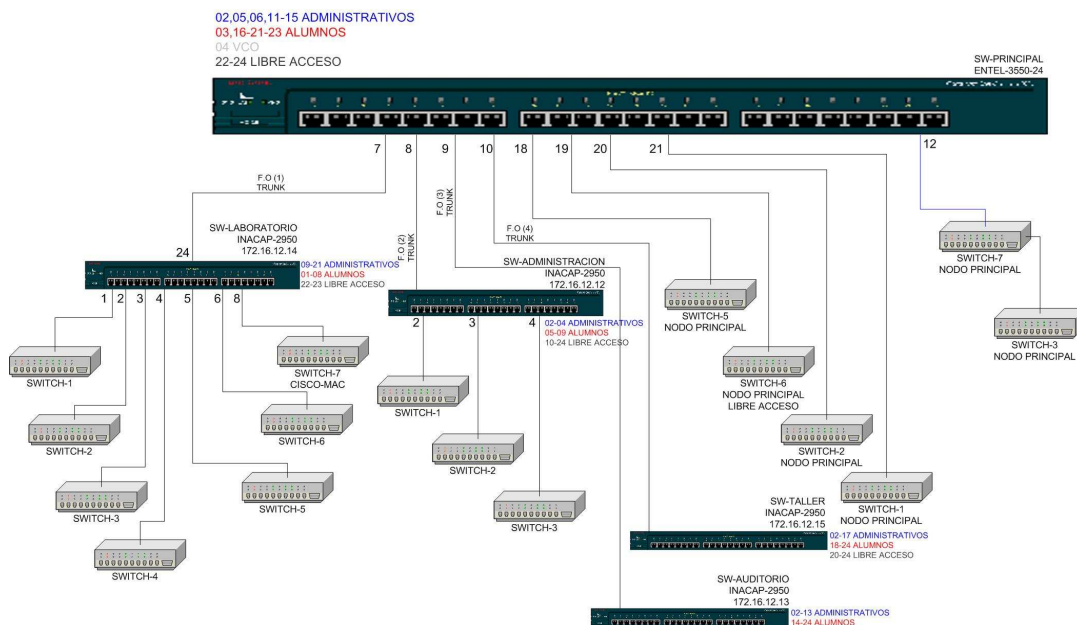 02,05,06,11-15 ADMINISTRATIVOS
03,16-21-23 ALUMNOS
04 VCO
22-24 LIBRE ACCESO
SW-PRINCIPAL
ENTEL-3550-24
7
8
9
10
18
19
20
21
12
F.O (1)
TRUNK
F.O (2)
TRUNK
F.O (3)
TRUNK
F.O (4)
TRUNK
SW-LABORATORIO
INACAP-2950
172.16.12.14
24
09-21 ADMINISTRATIVOS
01-08 ALUMNOS
22-23 LIBRE ACCESO
1
2
3
4
5
6
8
SWITCH-1
SWITCH-2
SWITCH-3
SWITCH-4
SWITCH-5
SWITCH-6
SWITCH-7
CISCO-MAC
SW-ADMINISTRACION
INACAP-2950
172.16.12.12
02-04 ADMINISTRATIVOS
05-09 ALUMNOS
10-24 LIBRE ACCESO
2
3
4
SWITCH-1
SWITCH-2
SWITCH-3
SWITCH-5
NODO PRINCIPAL
SWITCH-6
NODO PRINCIPAL
LIBRE ACCESO
SWITCH-2
NODO PRINCIPAL
SWITCH-1
NODO PRINCIPAL
SWITCH-7
NODO PRINCIPAL
SWITCH-3
NODO PRINCIPAL
SW-TALLER
INACAP-2950
172.16.12.15
02-17 ADMINISTRATIVOS
18-24 ALUMNOS
20-24 LIBRE ACCESO
SW-AUDITORIO
INACAP-2950
172.16.12.13
02-13 ADMINISTRATIVOS
14-24 ALUMNOS